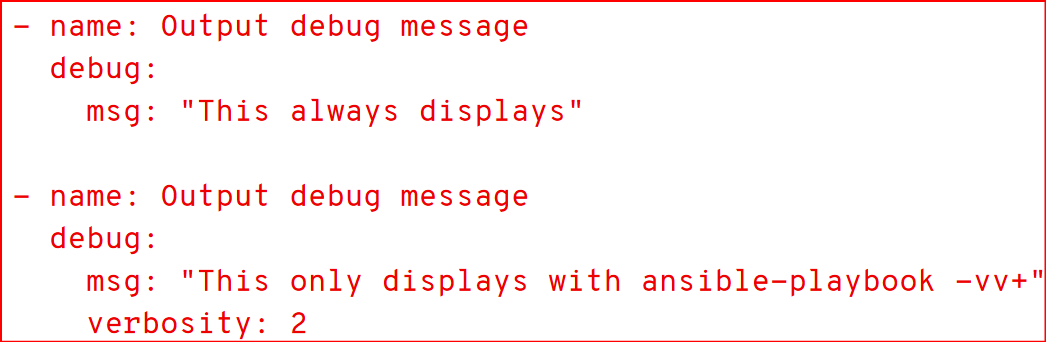 - name: Output debug message
  debug:
    msg: "This always displays"

- name: Output debug message
  debug:
    msg: "This only displays with ansible-playbook -vv+"
    verbosity: 2